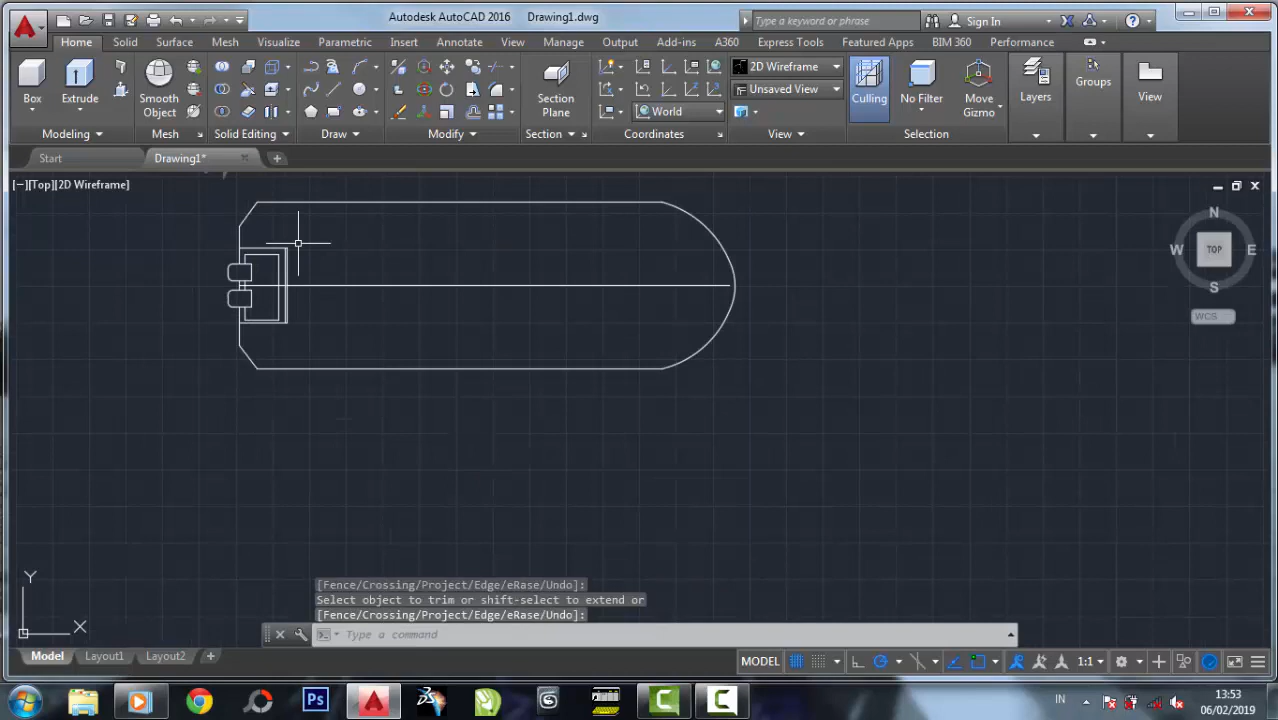 Autodesk AutoCAD 2016 Drawing1.dwg
Type a keyword or phrase
Sign In
Home Solid Surface Mesh Visualize Parametric Insert Annotate View Manage Output Add-ins A360 Express Tools Featured Apps BIM 360 Performance
2D Wireframe
Unsaved View
World
Box Extrude Smooth Object Section Plane Culling No Filter Move Gizmo Layers Groups View
Modeling Mesh Solid Editing Draw Modify Section Coordinates View Selection
Start Drawing1*
[−][Top][2D Wireframe]
N
W TOP E
S
WCS
Y
X
[Fence/Crossing/Project/Edge/eRase/Undo]:
Select object to trim or shift-select to extend or
[Fence/Crossing/Project/Edge/eRase/Undo]:
Type a command
Model Layout1 Layout2 +
MODEL 1:1
Ps
IN
13:53
06/02/2019